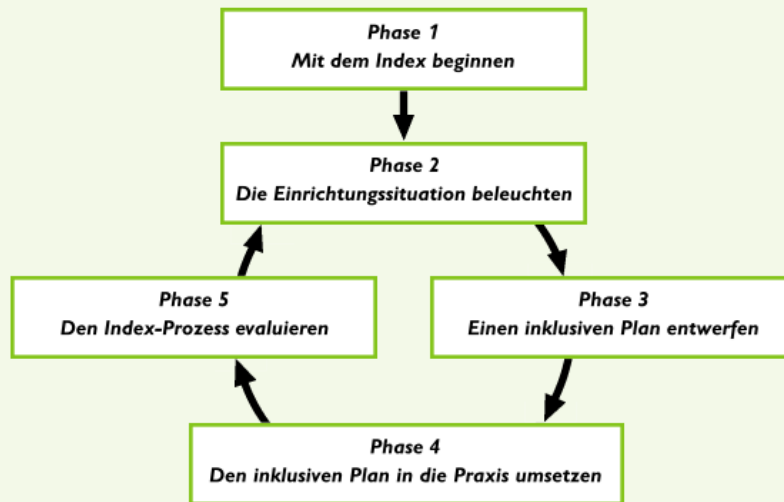 Phase 1
Mit dem Index beginnen
Phase 2
Die Einrichtungssituation beleuchten
Phase 5
Den Index-Prozess evaluieren
Phase 3
Einen inklusiven Plan entwerfen
Phase 4
Den inklusiven Plan in die Praxis umsetzen